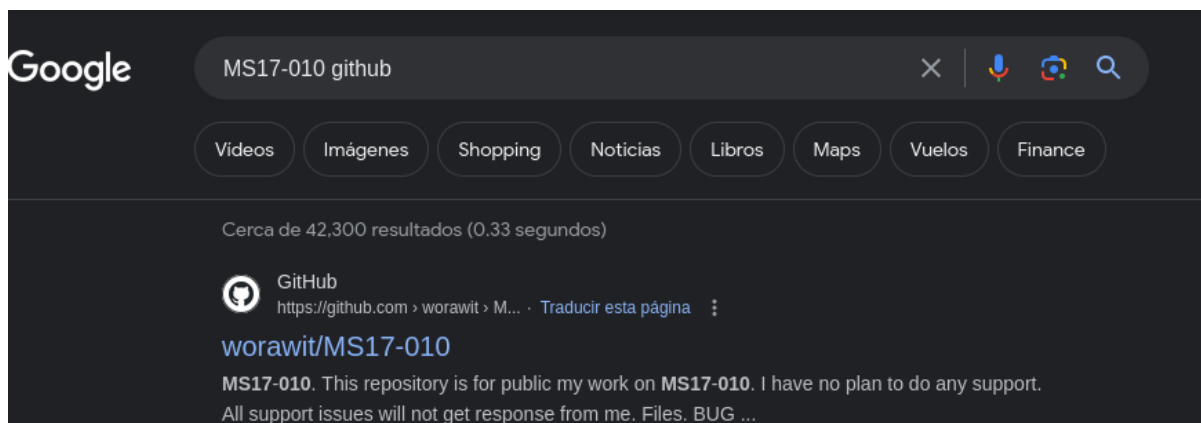 Google
MS17-010 github
Vídeos Imágenes Shopping Noticias Libros Maps Vuelos Finance
Cerca de 42,300 resultados (0.33 segundos)
GitHub
https://github.com › worawit › M... · Traducir esta página
worawit/MS17-010
MS17-010. This repository is for public my work on MS17-010. I have no plan to do any support.
All support issues will not get response from me. Files. BUG ...